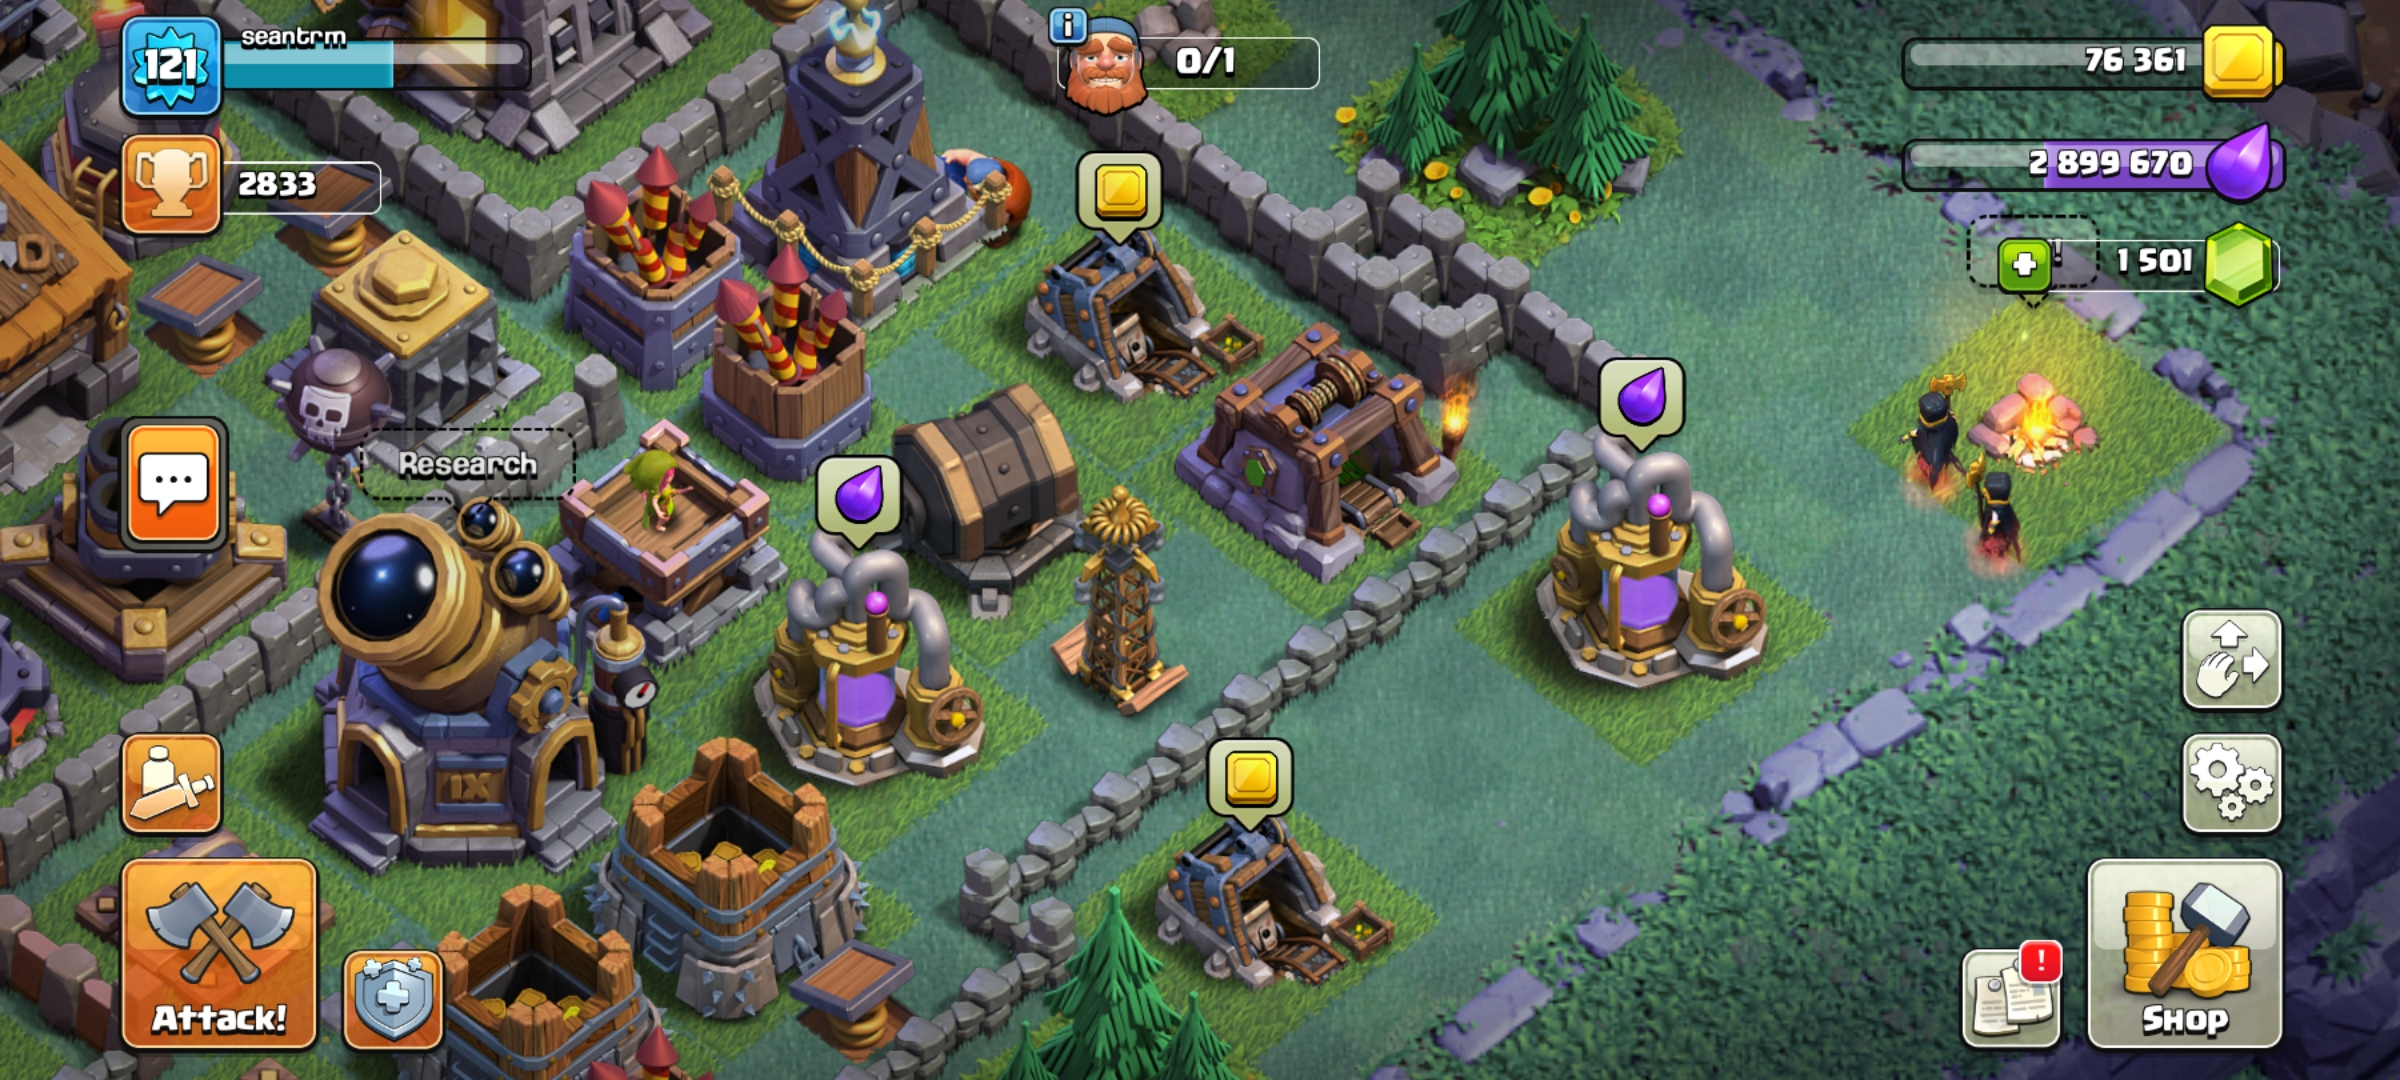 121
seantrm
0/1
76 361
2833
2 899 670
!
1 501
Research
IX
Attack!
!
Shop